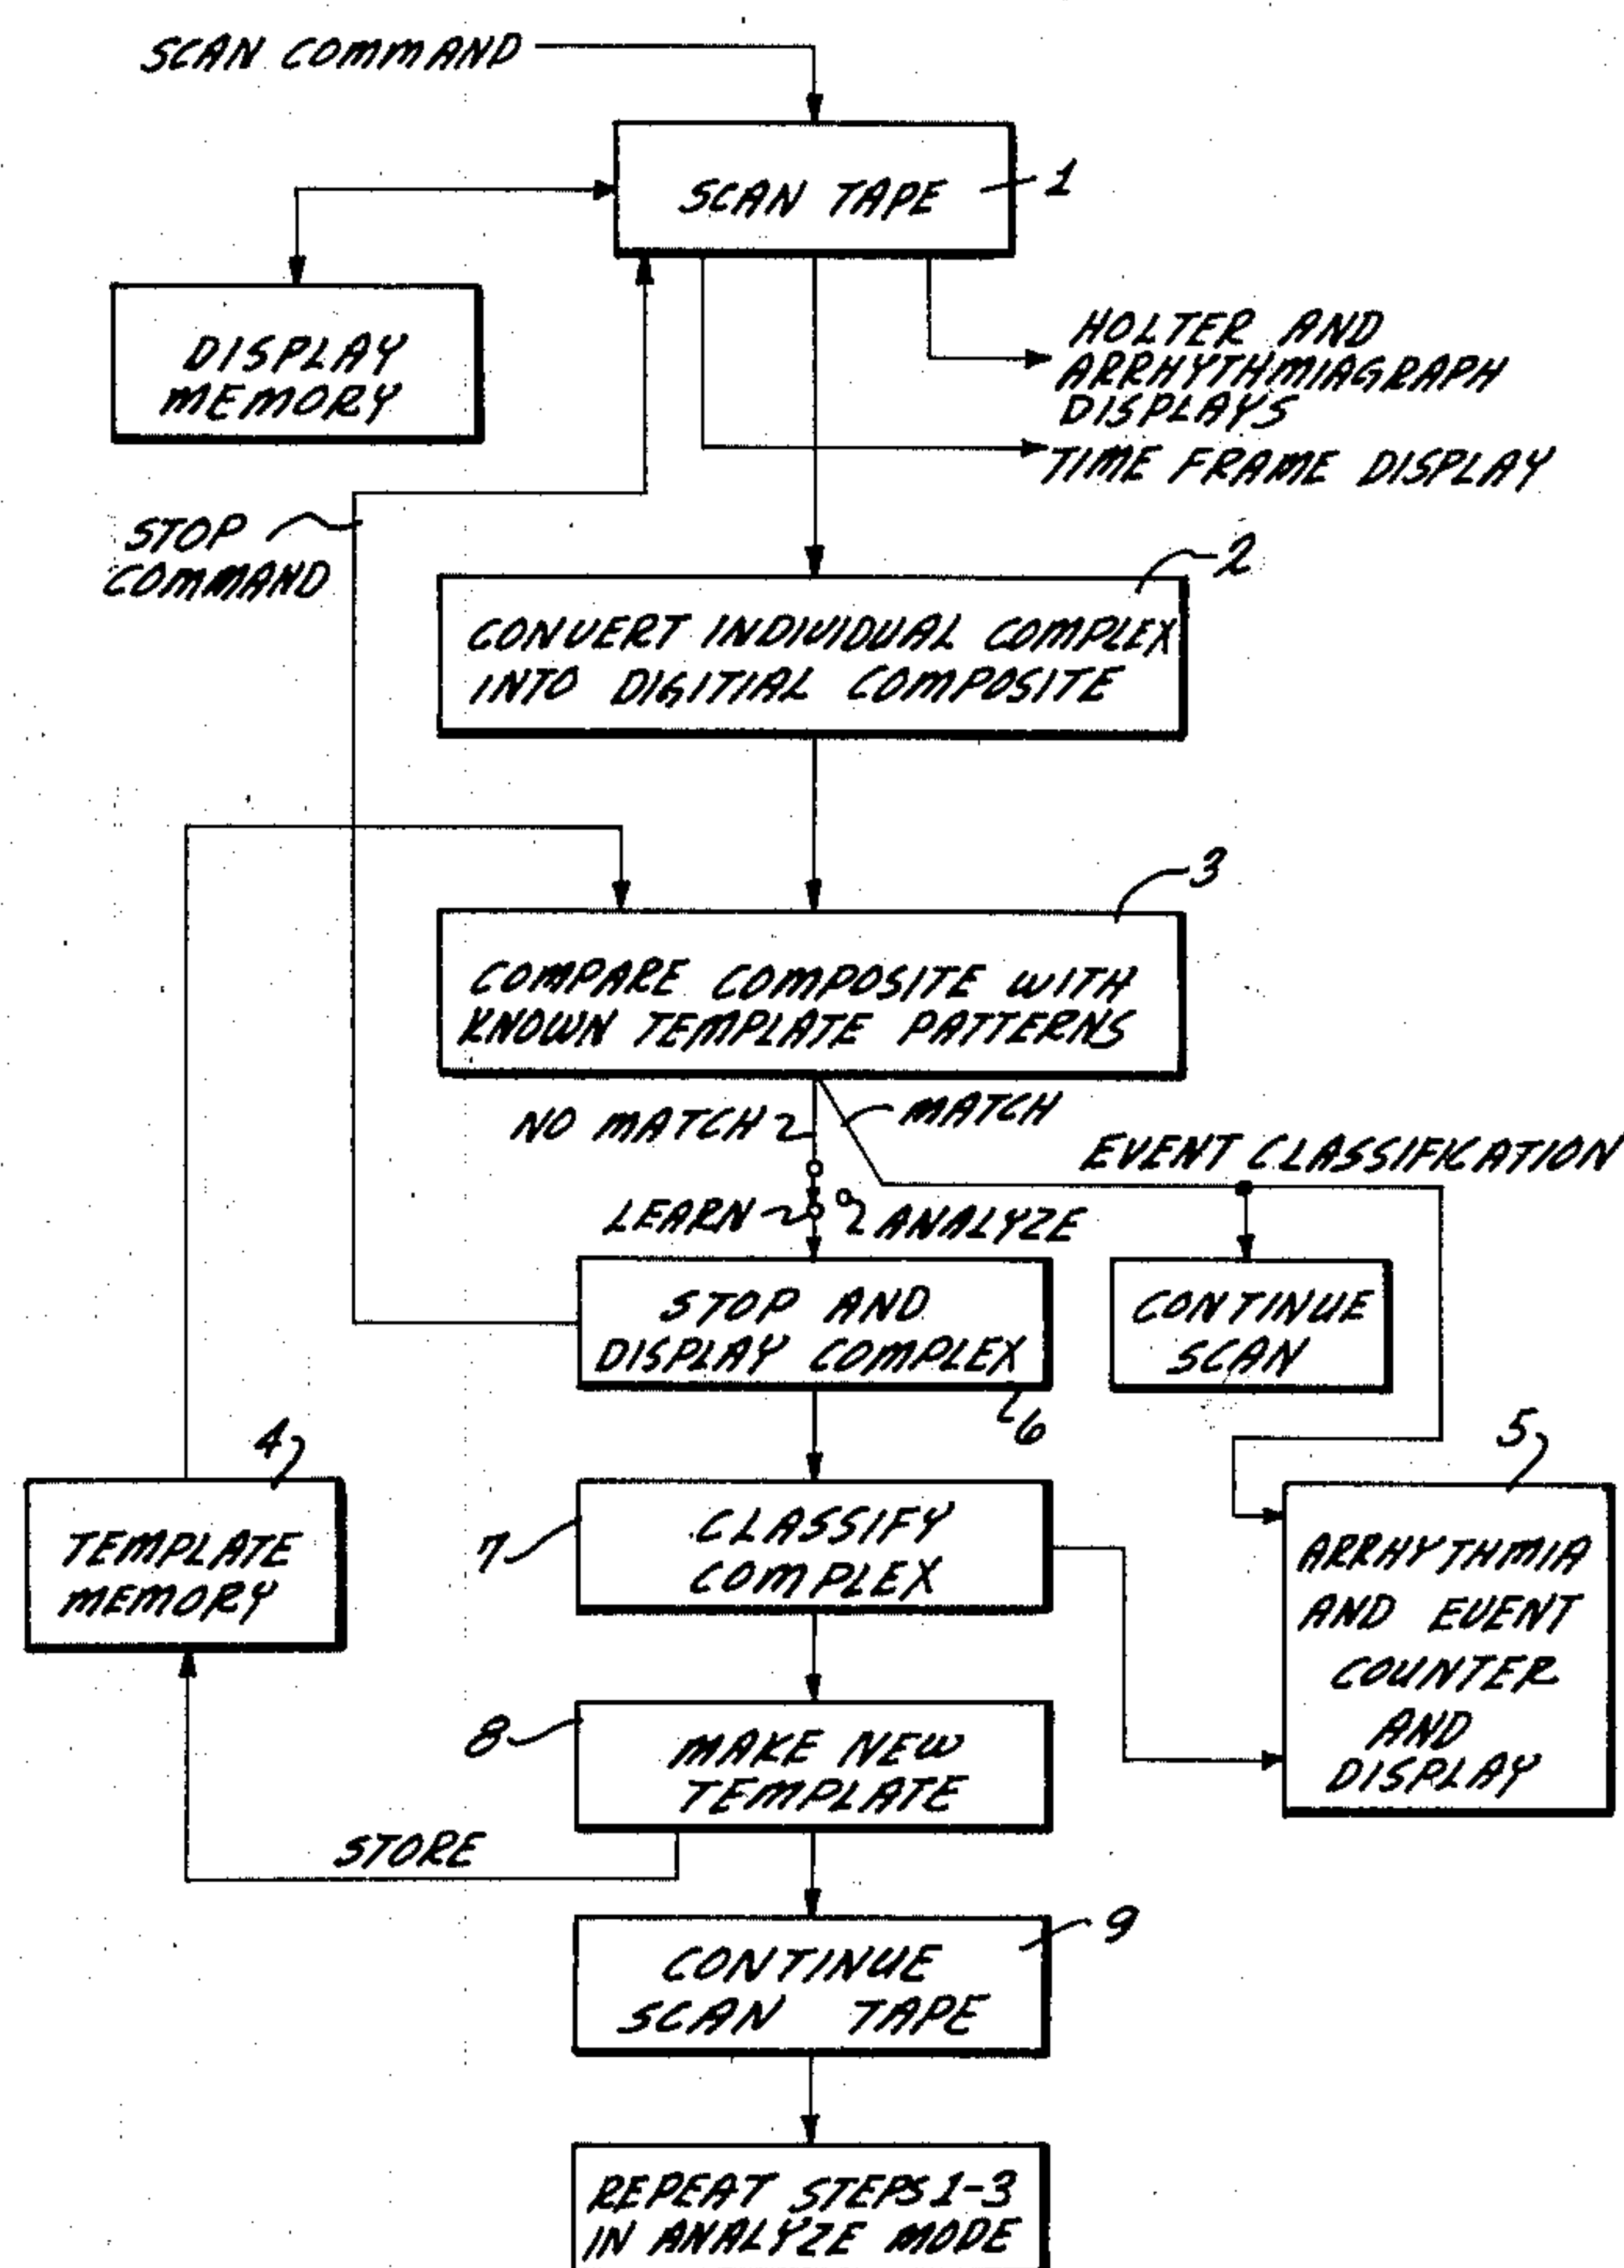 SCAN COMMAND
SCAN TAPE
1
DISPLAY
MEMORY
HOLTER AND
ARRHYTHMIAGRAPH
DISPLAYS
TIME FRAME DISPLAY
STOP
COMMAND
2
CONVERT INDIVIDUAL COMPLEX
INTO DIGITIAL COMPOSITE
3
COMPARE COMPOSITE WITH
KNOWN TEMPLATE PATTERNS
NO MATCH
MATCH
EVENT CLASSIFICATION
LEARN
ANALYZE
STOP AND
DISPLAY COMPLEX
6
CONTINUE
SCAN
4
TEMPLATE
MEMORY
5
ARRHYTHMIA
AND EVENT
COUNTER
AND
DISPLAY
7
CLASSIFY
COMPLEX
8
MAKE NEW
TEMPLATE
STORE
9
CONTINUE
SCAN TAPE
REPEAT STEPS 1-3
IN ANALYZE MODE